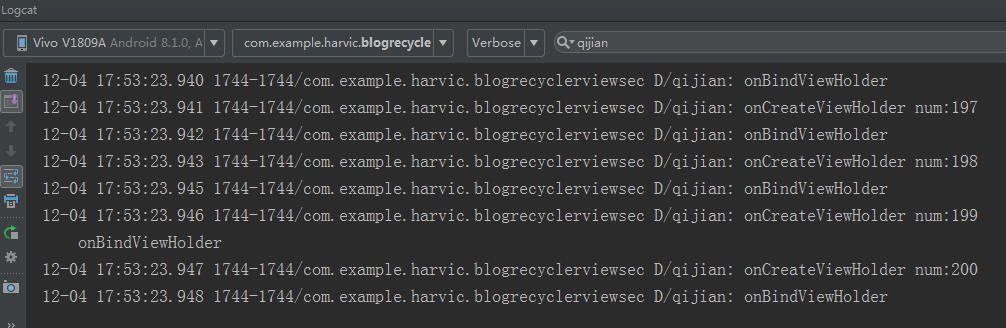 Logcat
Vivo V1809A Android 8.1.0, A
com.example.harvic.blogrecycle
Verbose
qijian
12-04 17:53:23.940 1744-1744/com.example.harvic.blogrecyclerviewsec D/qijian: onBindViewHolder
12-04 17:53:23.941 1744-1744/com.example.harvic.blogrecyclerviewsec D/qijian: onCreateViewHolder num:197
12-04 17:53:23.942 1744-1744/com.example.harvic.blogrecyclerviewsec D/qijian: onBindViewHolder
12-04 17:53:23.943 1744-1744/com.example.harvic.blogrecyclerviewsec D/qijian: onCreateViewHolder num:198
12-04 17:53:23.945 1744-1744/com.example.harvic.blogrecyclerviewsec D/qijian: onBindViewHolder
12-04 17:53:23.946 1744-1744/com.example.harvic.blogrecyclerviewsec D/qijian: onCreateViewHolder num:199
onBindViewHolder
12-04 17:53:23.947 1744-1744/com.example.harvic.blogrecyclerviewsec D/qijian: onCreateViewHolder num:200
12-04 17:53:23.948 1744-1744/com.example.harvic.blogrecyclerviewsec D/qijian: onBindViewHolder